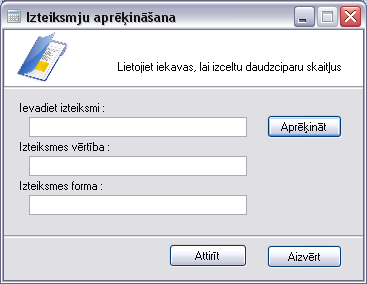 Izteiksmju aprēķināšana
Lietojiet iekavas, lai izceltu daudzciparu skaitļus
Ievadiet izteiksmi :
Aprēķināt
Izteiksmes vērtība :
Izteiksmes forma :
Attīrīt
Aizvērt